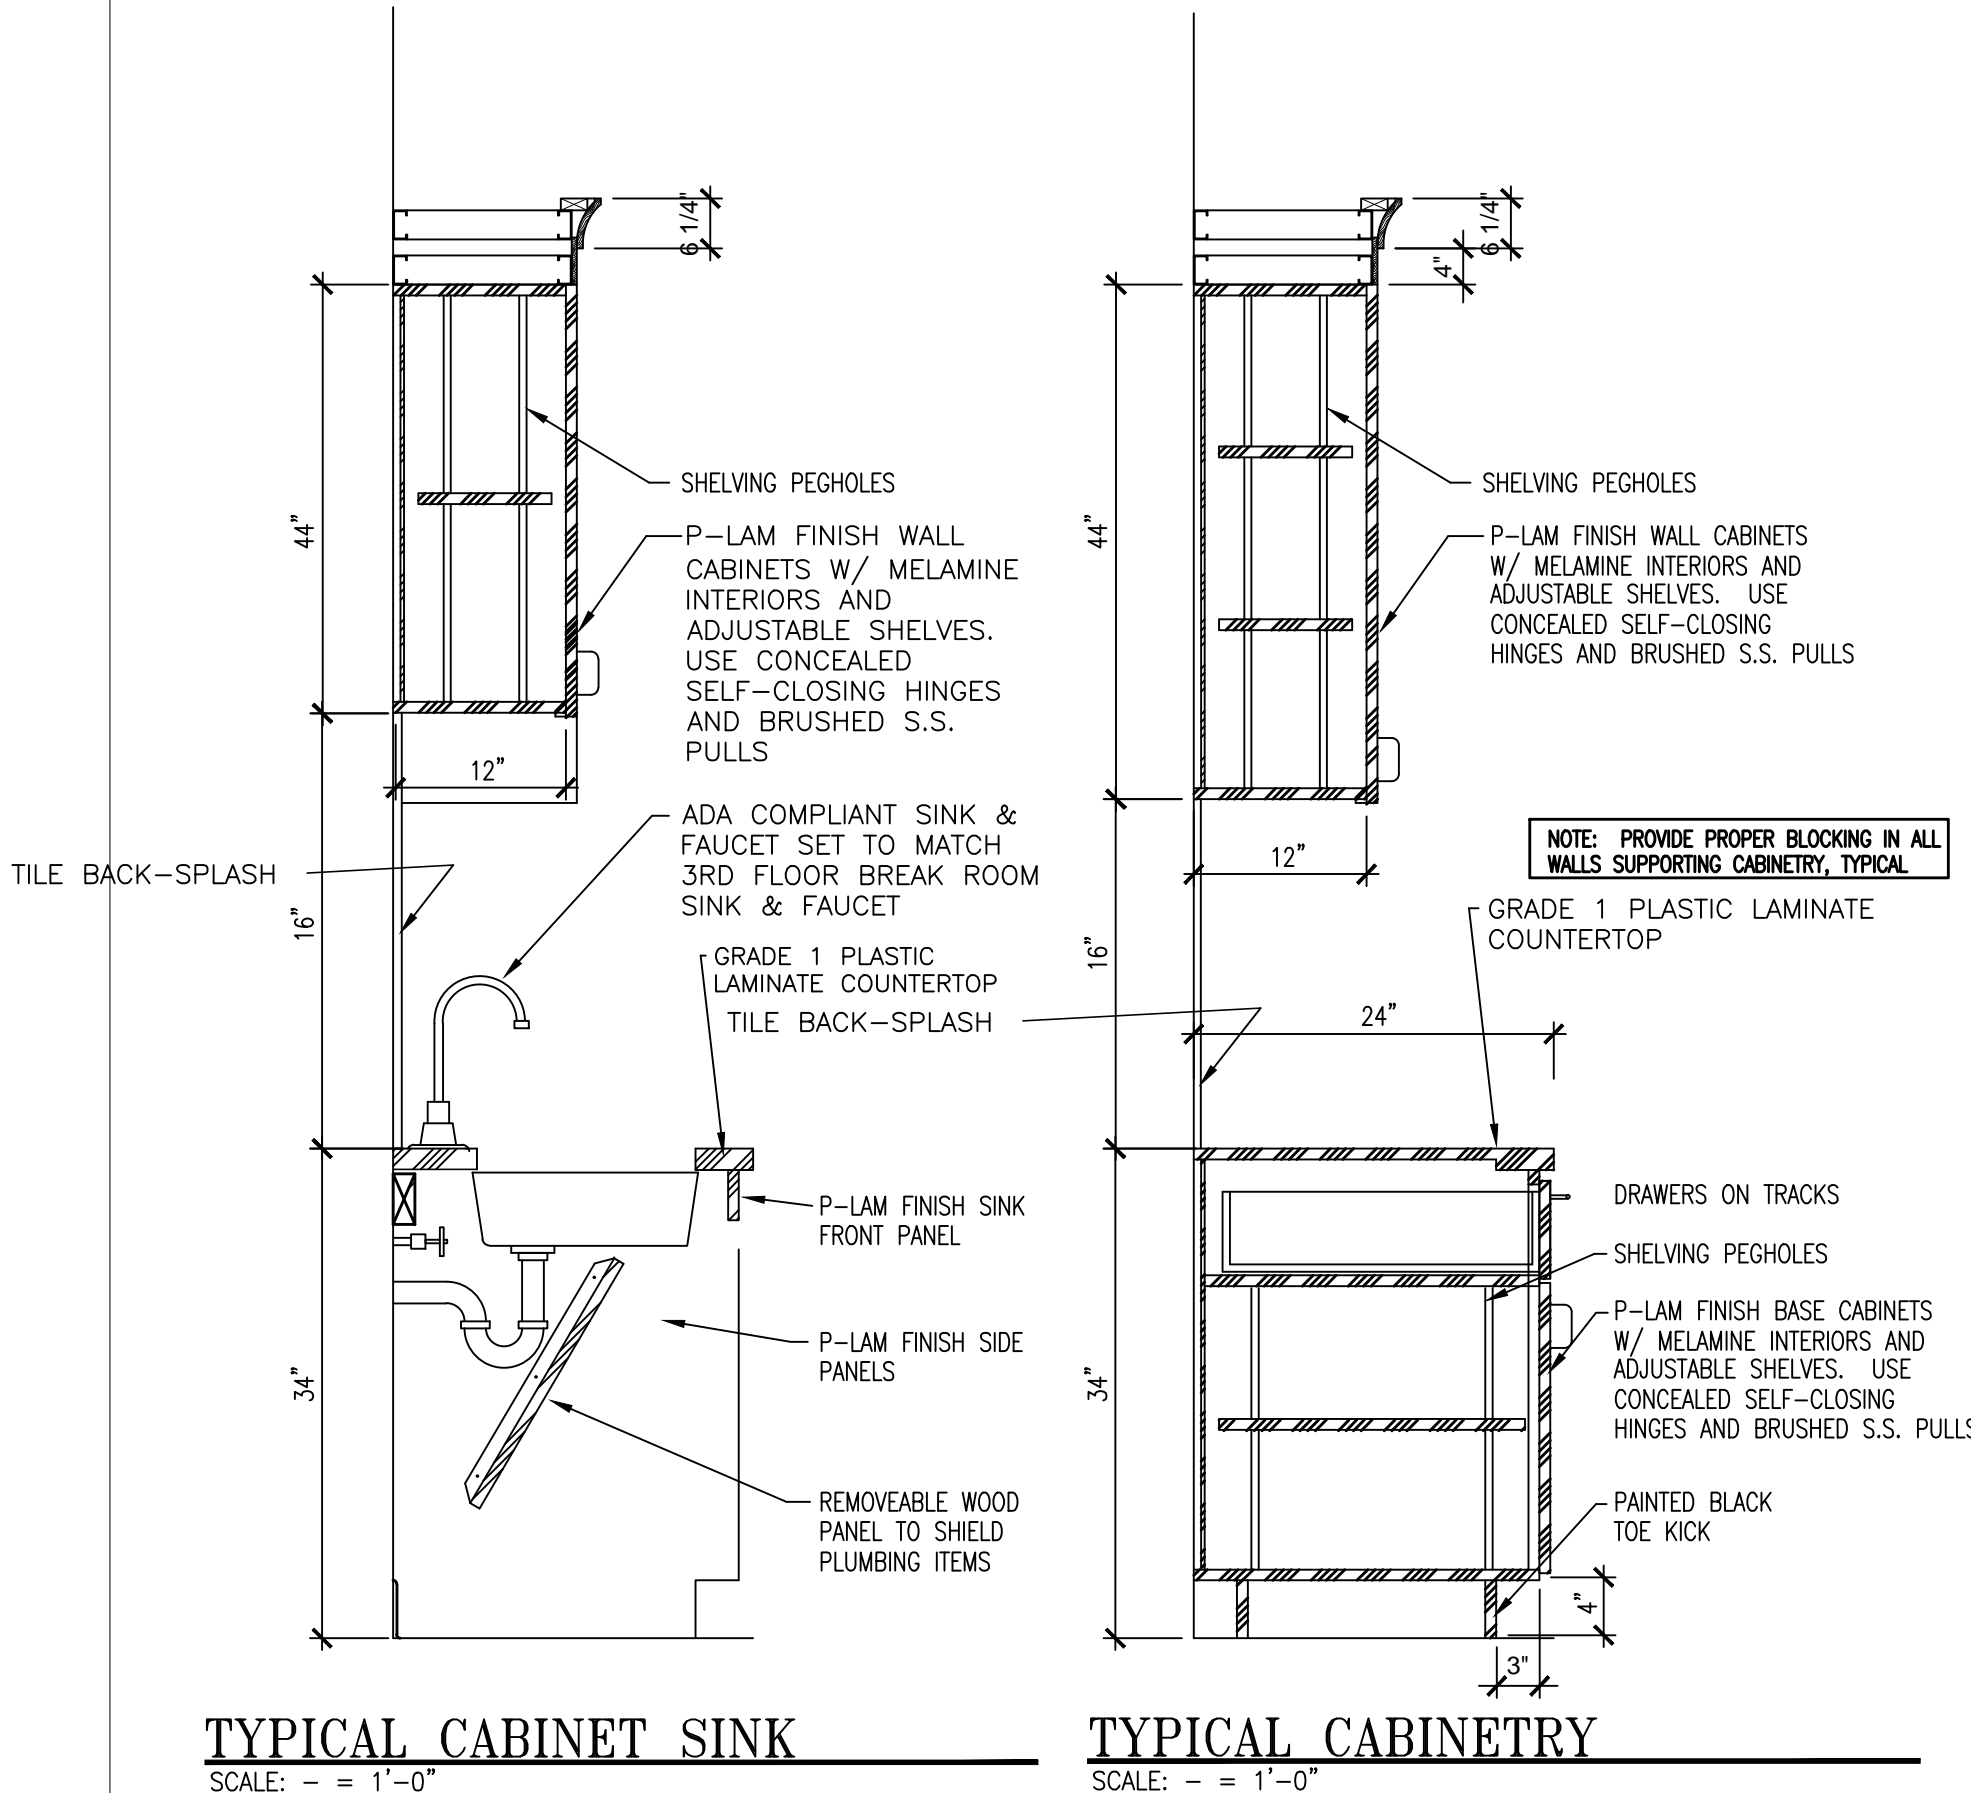 6 1/4"
44"
SHELVING PEGHOLES
P-LAM FINISH WALL
CABINETS W/ MELAMINE
INTERIORS AND
ADJUSTABLE SHELVES.
USE CONCEALED
SELF-CLOSING HINGES
AND BRUSHED S.S.
PULLS
12"
ADA COMPLIANT SINK &
FAUCET SET TO MATCH
3RD FLOOR BREAK ROOM
SINK & FAUCET
TILE BACK-SPLASH
16"
GRADE 1 PLASTIC
LAMINATE COUNTERTOP
P-LAM FINISH SINK
FRONT PANEL
P-LAM FINISH SIDE
PANELS
34"
REMOVEABLE WOOD
PANEL TO SHIELD
PLUMBING ITEMS
TYPICAL CABINET SINK
SCALE: - = 1'-0"
6 1/4"
4"
44"
SHELVING PEGHOLES
P-LAM FINISH WALL CABINETS
W/ MELAMINE INTERIORS AND
ADJUSTABLE SHELVES. USE
CONCEALED SELF-CLOSING
HINGES AND BRUSHED S.S. PULLS
12"
NOTE: PROVIDE PROPER BLOCKING IN ALL
WALLS SUPPORTING CABINETRY, TYPICAL
GRADE 1 PLASTIC LAMINATE
COUNTERTOP
16"
TILE BACK-SPLASH
24"
DRAWERS ON TRACKS
SHELVING PEGHOLES
P-LAM FINISH BASE CABINETS
W/ MELAMINE INTERIORS AND
ADJUSTABLE SHELVES. USE
CONCEALED SELF-CLOSING
HINGES AND BRUSHED S.S. PULLS
34"
PAINTED BLACK
TOE KICK
4"
3"
TYPICAL CABINETRY
SCALE: - = 1'-0"